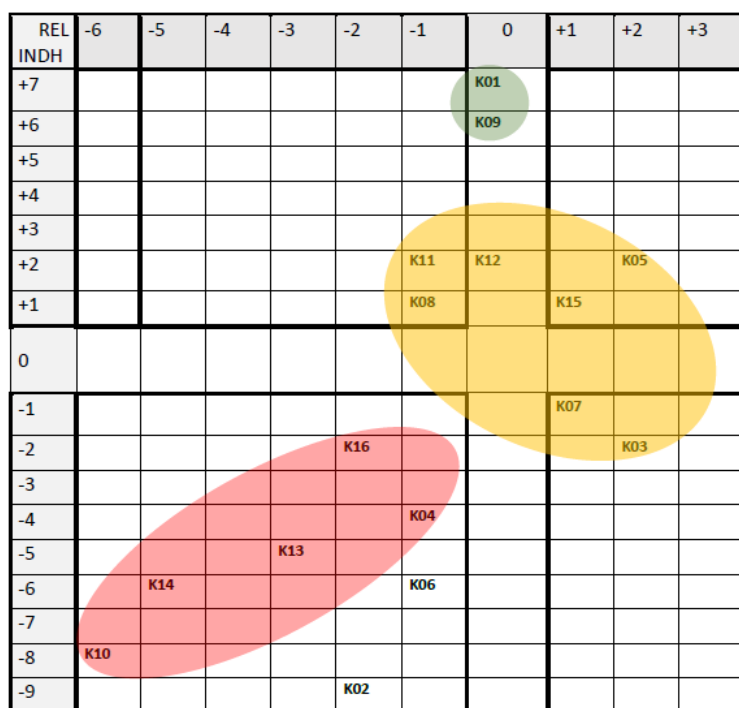 REL -6 -5 -4 -3 -2 -1 0 +1 +2 +3
INDH
+7 K01
+6 K09
+5
+4
+3
+2 K11 K12 K05
+1 K08 K15
0
-1 K07
-2 K16 K03
-3
-4 K04
-5 K13
-6 K14 K06
-7
-8 K10
-9 K02